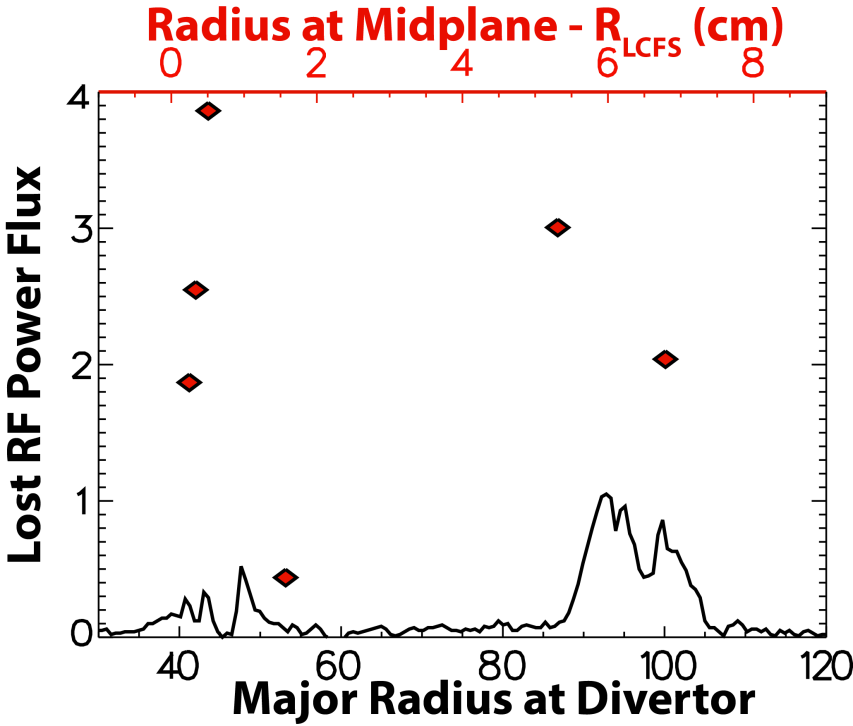 Radius at Midplane - R_LCFS (cm)
0 2 4 6 8
Lost RF Power Flux
4
3
2
1
0
40 60 80 100 120
Major Radius at Divertor